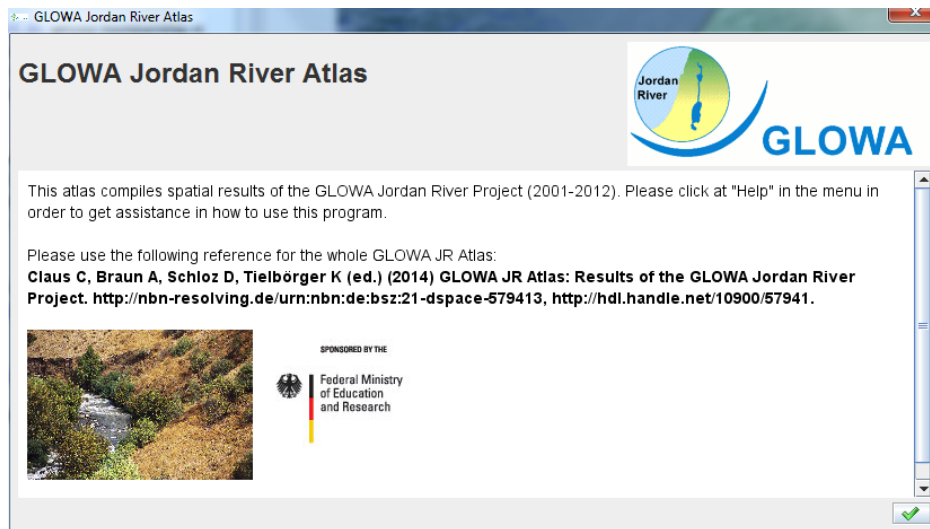 GLOWA Jordan River Atlas
GLOWA Jordan River Atlas
Jordan
River
GLOWA
This atlas compiles spatial results of the GLOWA Jordan River Project (2001-2012). Please click at "Help" in the menu in
order to get assistance in how to use this program.
Please use the following reference for the whole GLOWA JR Atlas:
Claus C, Braun A, Schloz D, Tielbörger K (ed.) (2014) GLOWA JR Atlas: Results of the GLOWA Jordan River
Project. http://nbn-resolving.de/urn:nbn:de:bsz:21-dspace-579413, http://hdl.handle.net/10900/57941.
SPONSORED BY THE
Federal Ministry
of Education
and Research